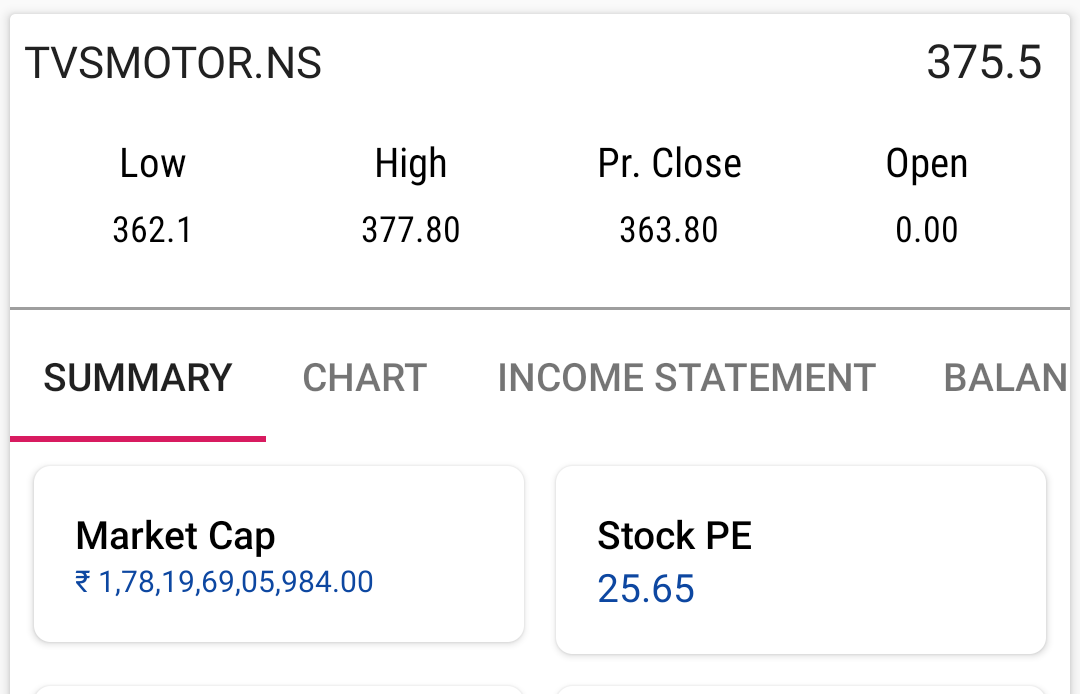 TVSMOTOR.NS 375.5
Low High Pr. Close Open
362.1 377.80 363.80 0.00
SUMMARY CHART INCOME STATEMENT BALAN
Market Cap Stock PE
₹ 1,78,19,69,05,984.00 25.65